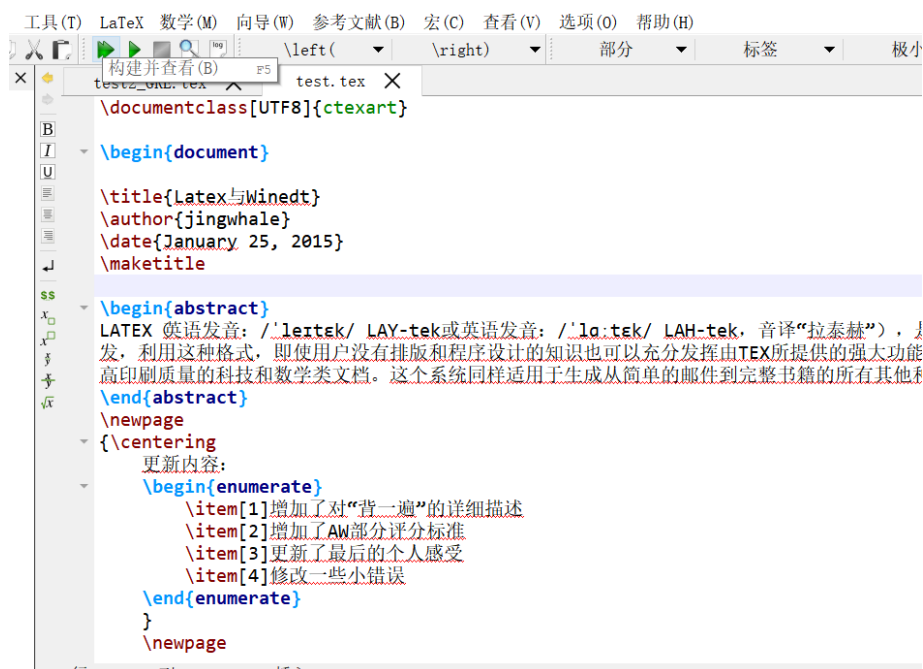 工具(T) LaTeX 数学(M) 向导(W) 参考文献(B) 宏(C) 查看(V) 选项(O) 帮助(H)
log \left( \right) 部分 标签 极小
构建并查看(B) F5
test2_GRE.tex test.tex
\documentclass[UTF8]{ctexart}
B
I
\begin{document}
U
\title{Latex与Winedt}
\author{jingwhale}
\date{January 25, 2015}
\maketitle
$$
\begin{abstract}
LATEX（英语发音：/ˈleɪtɛk/ LAY-tek或英语发音：/ˈlɑːtɛk/ LAH-tek，音译“拉泰赫”），是
发，利用这种格式，即使用户没有排版和程序设计的知识也可以充分发挥由TEX所提供的强大功能
高印刷质量的科技和数学类文档。这个系统同样适用于生成从简单的邮件到完整书籍的所有其他
\end{abstract}
\newpage
{\centering
更新内容：
\begin{enumerate}
\item[1]增加了对“背一遍”的详细描述
\item[2]增加了AW部分评分标准
\item[3]更新了最后的个人感受
\item[4]修改一些小错误
\end{enumerate}
}
\newpage